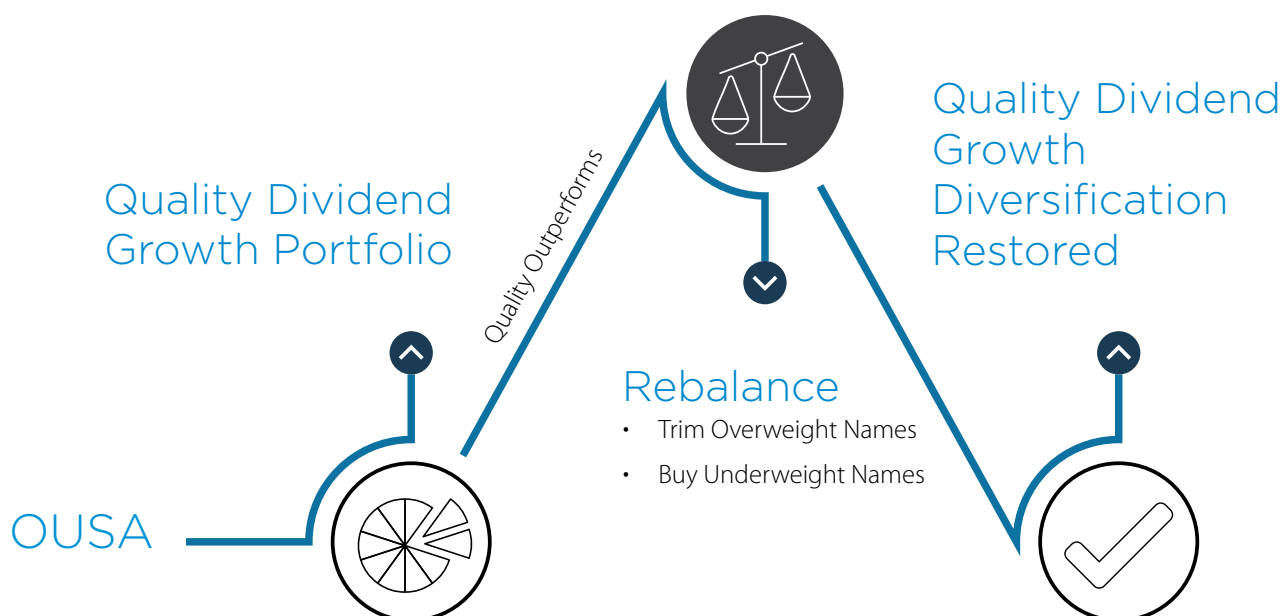 OUSA
Quality Dividend
Growth Portfolio
Quality Outperforms
Rebalance
• Trim Overweight Names
• Buy Underweight Names
Quality Dividend
Growth
Diversification
Restored